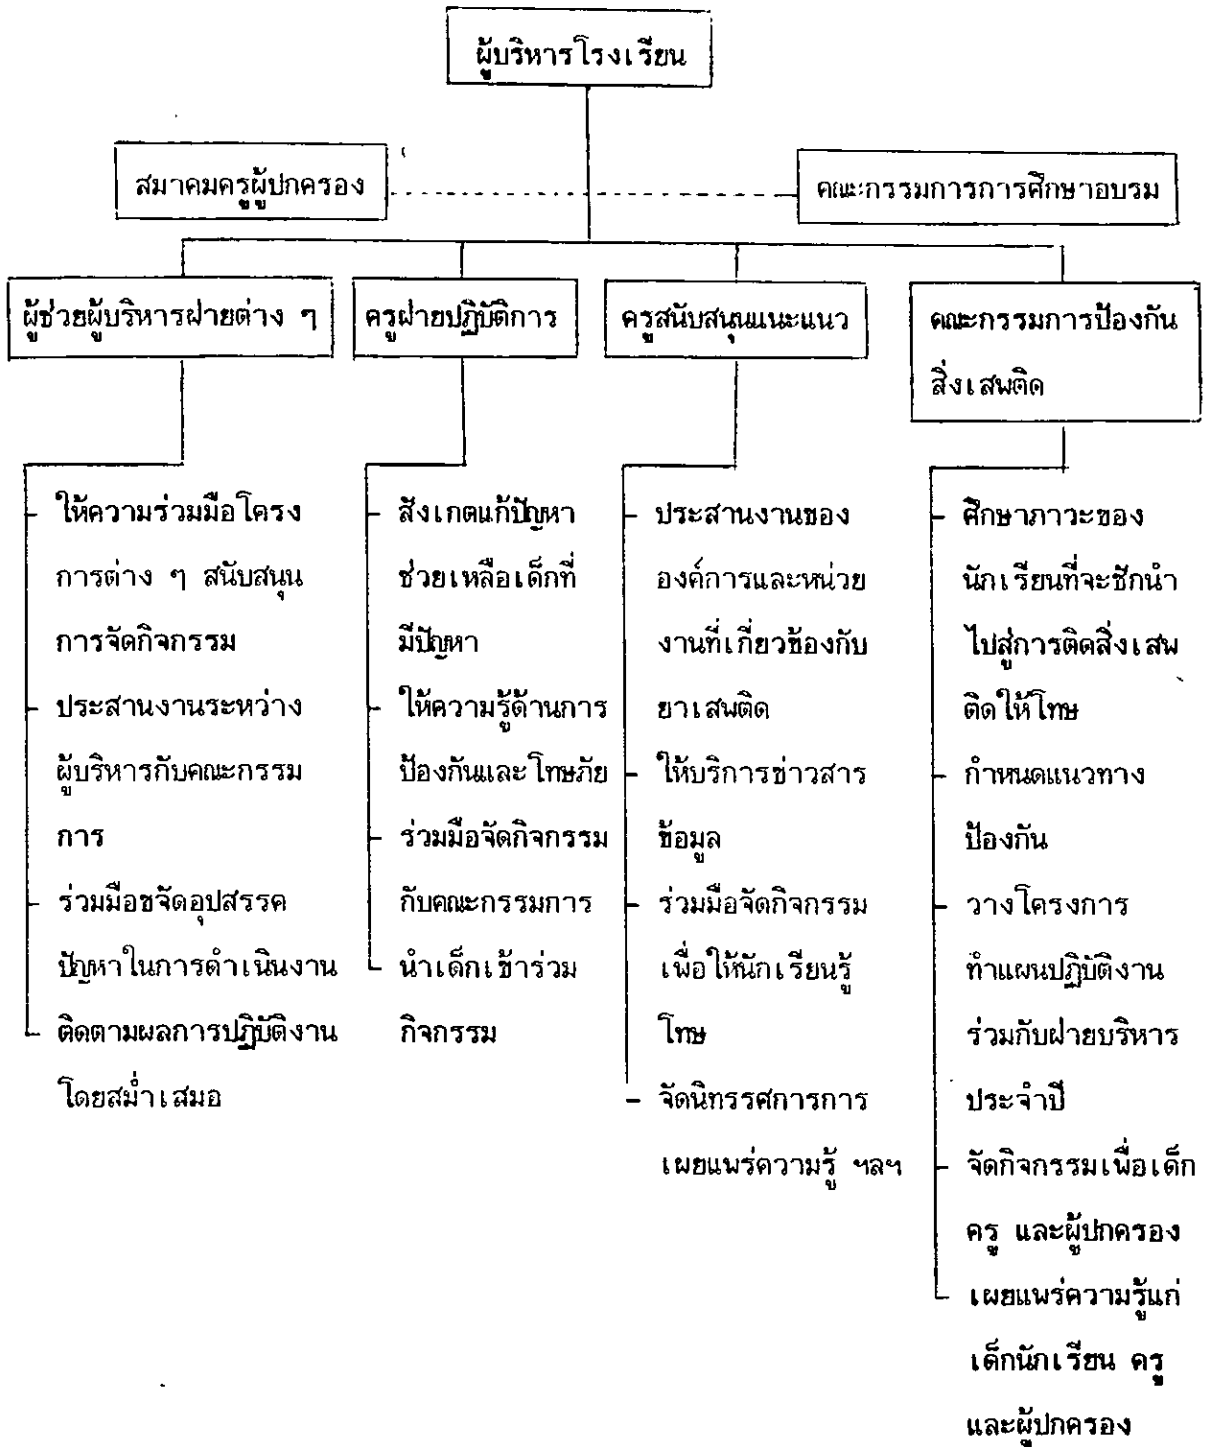 ผู้บริหารโรงเรียน
สมาคมครูผู้ปกครอง
คณะกรรมการการศึกษาอบรม
ผู้ช่วยผู้บริหารฝ่ายต่าง ๆ
ครูฝ่ายปฏิบัติการ
ครูสนับสนุนแนะแนว
คณะกรรมการป้องกัน
สิ่งเสพติด
- ให้ความร่วมมือโครง
การต่าง ๆ สนับสนุน
การจัดกิจกรรม
- ประสานงานระหว่าง
ผู้บริหารกับคณะกรรม
การ
- ร่วมมือขจัดอุปสรรค
ปัญหาในการดำเนินงาน
- ติดตามผลการปฏิบัติงาน
โดยสม่ำเสมอ
- สังเกตแก้ปัญหา
ช่วยเหลือเด็กที่
มีปัญหา
- ให้ความรู้ด้านการ
ป้องกันและโทษภัย
- ร่วมมือจัดกิจกรรม
กับคณะกรรมการ
- นำเด็กเข้าร่วม
กิจกรรม
- ประสานงานของ
องค์การและหน่วย
งานที่เกี่ยวข้องกับ
ยาเสพติด
- ให้บริการข่าวสาร
ข้อมูล
- ร่วมมือจัดกิจกรรม
เพื่อให้นักเรียนรู้
โทษ
- จัดนิทรรศการการ
เผยแพร่ความรู้ ฯลฯ
- ศึกษาภาวะของ
นักเรียนที่จะชักนำ
ไปสู่การติดสิ่งเสพ
ติดให้โทษ
- กำหนดแนวทาง
ป้องกัน
- วางโครงการ
ทำแผนปฏิบัติงาน
ร่วมกับฝ่ายบริหาร
ประจำปี
- จัดกิจกรรมเพื่อเด็ก
ครู และผู้ปกครอง
- เผยแพร่ความรู้แก่
เด็กนักเรียน ครู
และผู้ปกครอง